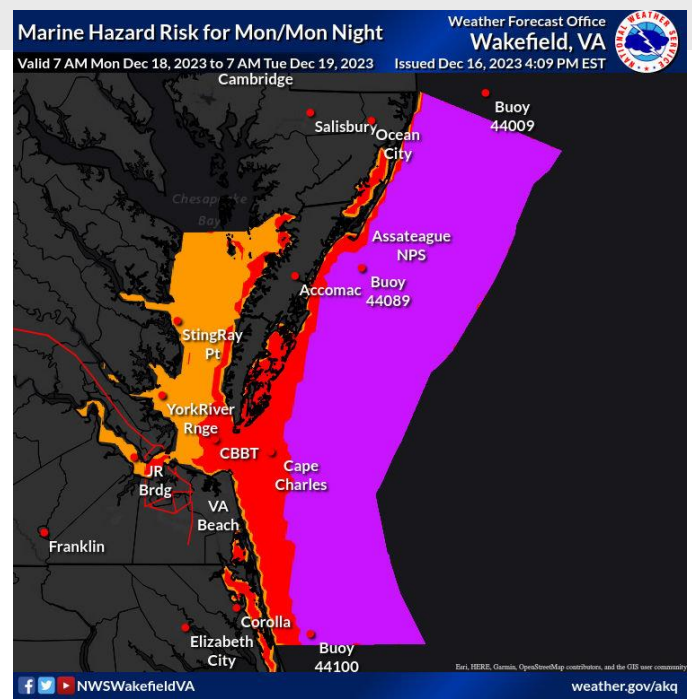 Marine Hazard Risk for Mon/Mon Night
Weather Forecast Office
Wakefield, VA
Valid 7 AM Mon Dec 18, 2023 to 7 AM Tue Dec 19, 2023
Issued Dec 16, 2023 4:09 PM EST
NATIONAL WEATHER SERVICE
Cambridge
Buoy
44009
Salisbury
Ocean
City
Chesapeake
Bay
Assateague
NPS
Accomac
Buoy
44089
StingRay
Pt
YorkRiver
Rnge
CBBT
Cape
Charles
JR
Brdg
VA
Beach
Franklin
Corolla
Elizabeth
City
Buoy
44100
Esri, HERE, Garmin, OpenStreetMap contributors, and the GIS user community
NWSWakefieldVA
weather.gov/akq